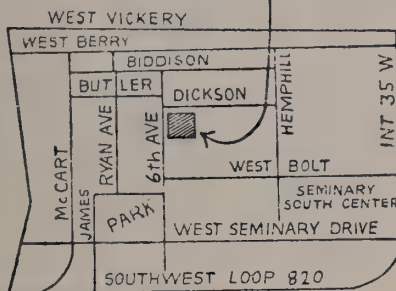 WEST VICKERY
WEST BERRY
BIDDISON
BUTLER
DICKSON
HEMPHILL
INT 35 W
McCART
JAMES
RYAN AVE
6th AVE
WEST BOLT
SEMINARY
SOUTH CENTER
PARK
WEST SEMINARY DRIVE
SOUTHWEST LOOP 820